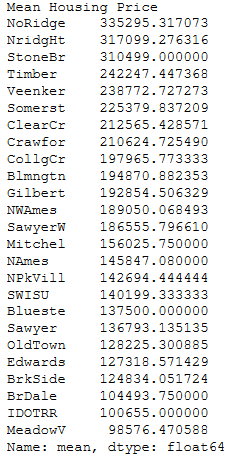 Mean Housing Price
NoRidge    335295.317073
NridgHt    317099.276316
StoneBr    310499.000000
Timber     242247.447368
Veenker    238772.727273
Somerst    225379.837209
ClearCr    212565.428571
Crawfor    210624.725490
CollgCr    197965.773333
Blmngtn    194870.882353
Gilbert    192854.506329
NWAmes     189050.068493
SawyerW    186555.796610
Mitchel    156025.750000
NAmes      145847.080000
NPkVill    142694.444444
SWISU      140199.333333
Blueste    137500.000000
Sawyer     136793.135135
OldTown    128225.300885
Edwards    127318.571429
BrkSide    124834.051724
BrDale     104493.750000
IDOTRR     100655.000000
MeadowV     98576.470588
Name: mean, dtype: float64